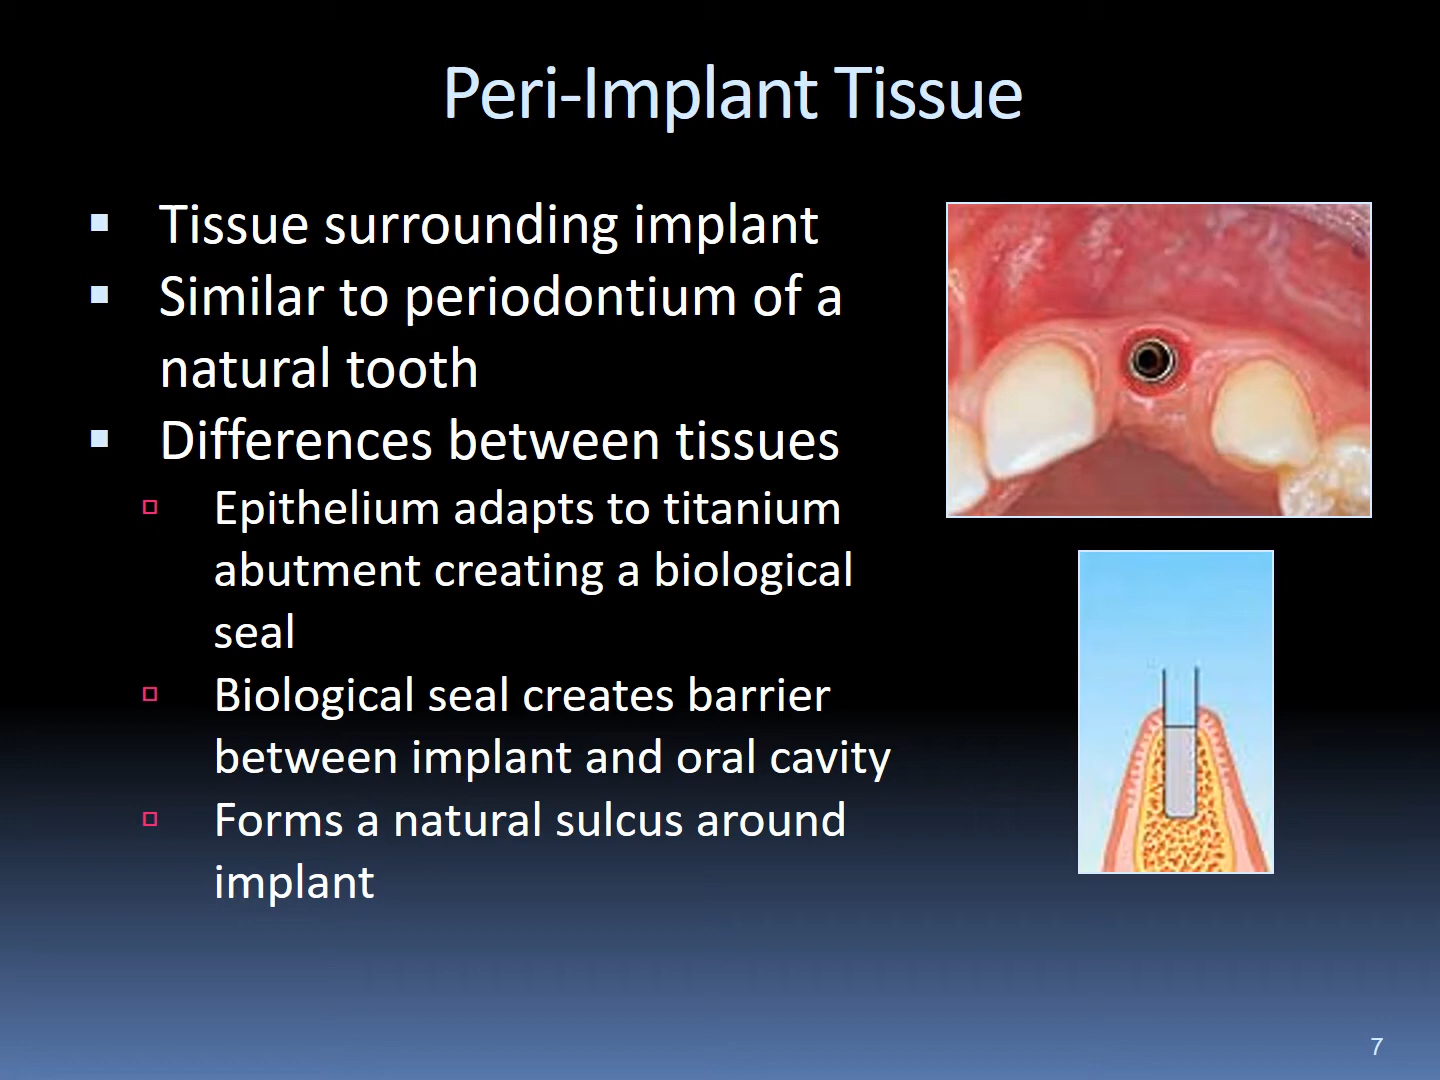 Peri-Implant Tissue
Tissue surrounding implant
Similar to periodontium of a
natural tooth
Differences between tissues
Epithelium adapts to titanium
abutment creating a biological
seal
Biological seal creates barrier
between implant and oral cavity
Forms a natural sulcus around
implant
7